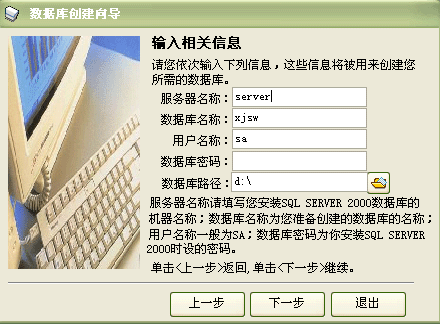 数据库创建向导
输入相关信息
请您依次输入下列信息，这些信息将被用来创建您
所需的数据库。
服务器名称：server
数据库名称：xjsw
用户名称：sa
数据库密码：
数据库路径：d:\
服务器名称请填写您安装SQL SERVER 2000数据库的
机器名称；数据库名称为您准备创建的数据库的名称；
用户名称一般为SA；数据库密码为你安装SQL SERVER
2000时设的密码。
单击<上一步>返回,单击<下一步>继续。
上一步 下一步 退出